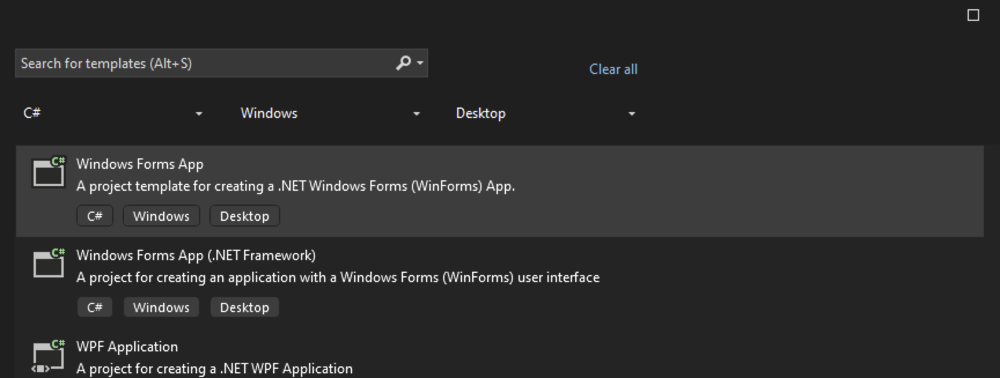 Search for templates (Alt+S)
Clear all
C# Windows Desktop
C#
Windows Forms App
A project template for creating a .NET Windows Forms (WinForms) App.
C# Windows Desktop
C#
Windows Forms App (.NET Framework)
A project for creating an application with a Windows Forms (WinForms) user interface
C# Windows Desktop
C#
WPF Application
A project for creating a .NET WPF Application